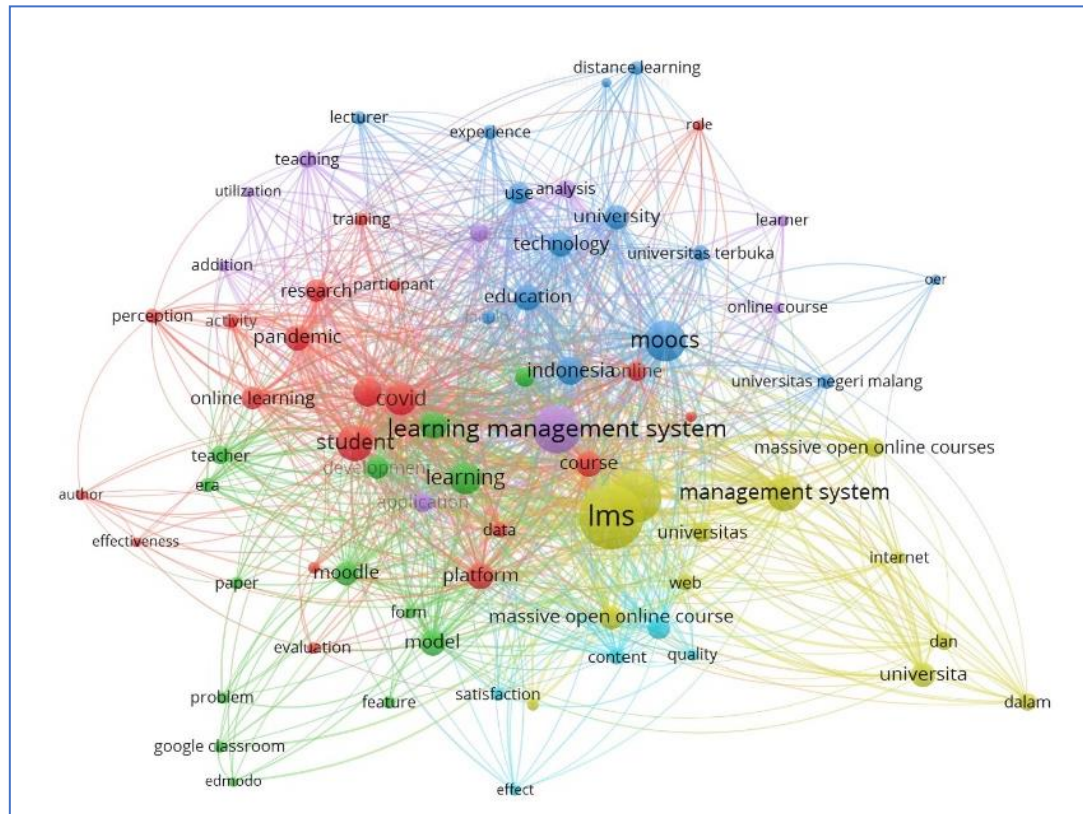 distance learning
lecturer
experience
role
teaching
utilization
use
analysis
learner
training
university
technology
universitas terbuka
addition
research
participant
education
oer
online course
perception
activity
pandemic
moocs
indonesia
online
universitas negeri malang
online learning
covid
learning management system
student
massive open online courses
teacher
development
learning
course
era
management system
author
application
lms
data
universitas
effectiveness
internet
paper
moodle
platform
web
form
massive open online course
evaluation
model
dan
content
quality
universita
problem
feature
satisfaction
dalam
google classroom
edmodo
effect